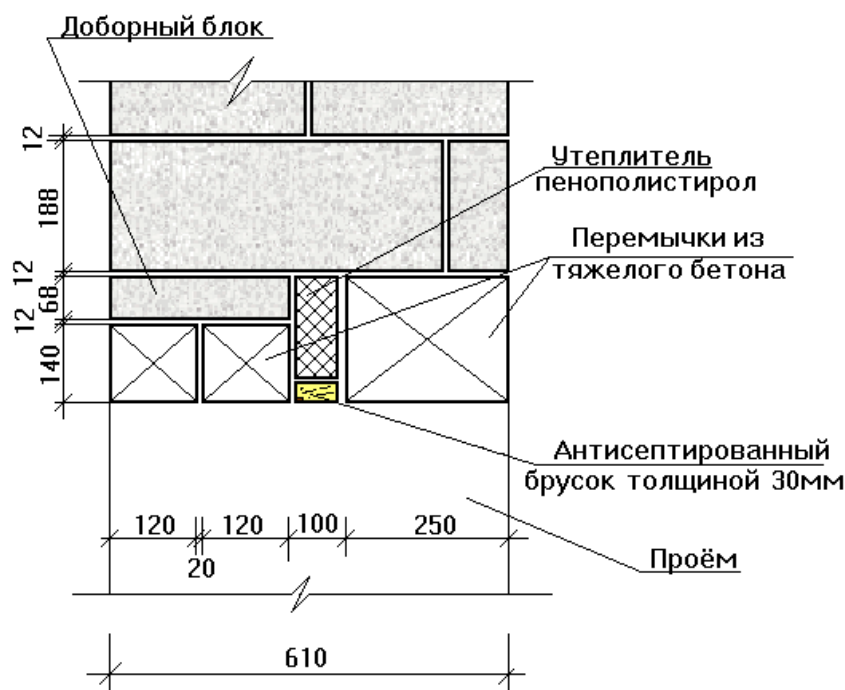 Доборный блок
12
188
12
68
12
140
Утеплитель
пенополистирол
Перемычки из
тяжелого бетона
Антисептированный
брусок толщиной 30мм
120
120
100
250
20
Проём
610